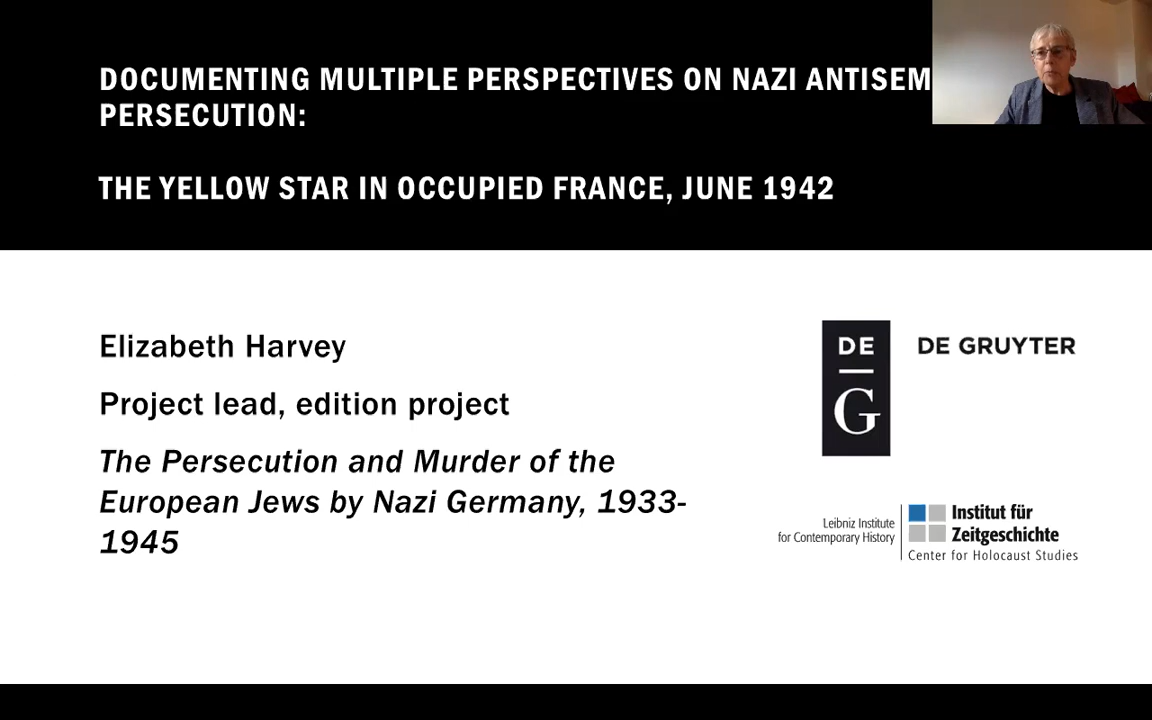 DOCUMENTING MULTIPLE PERSPECTIVES ON NAZI ANTISEM
PERSECUTION:
THE YELLOW STAR IN OCCUPIED FRANCE, JUNE 1942
Elizabeth Harvey
Project lead, edition project
The Persecution and Murder of the
European Jews by Nazi Germany, 1933-
1945
DE
G
DE GRUYTER
Leibniz Institute
for Contemporary History
Institut für
Zeitgeschichte
Center for Holocaust Studies